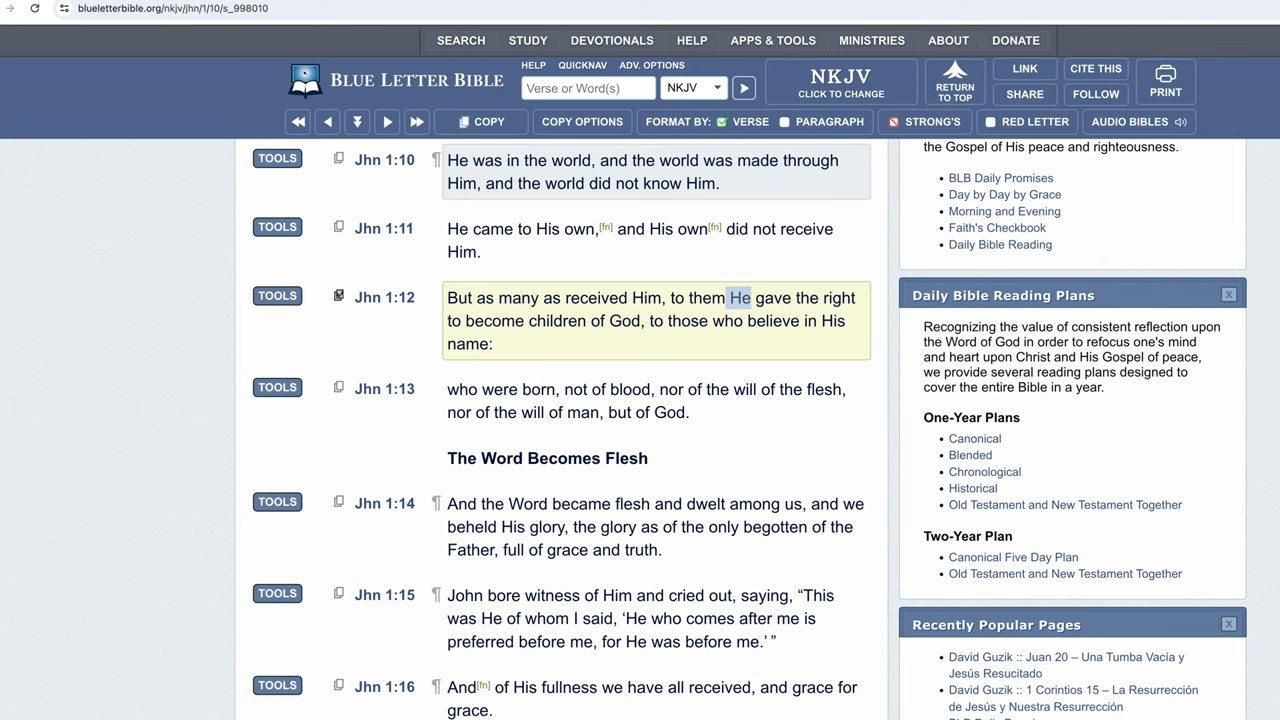 blueletterbible.org/nkjv/jhn/1/10/s_998010
SEARCH STUDY DEVOTIONALS HELP APPS & TOOLS MINISTRIES ABOUT DONATE
BLUE LETTER BIBLE
HELP QUICKNAV ADV. OPTIONS
Verse or Word(s) NKJV
NKJV
CLICK TO CHANGE
RETURN
TO TOP
LINK CITE THIS
SHARE FOLLOW
PRINT
COPY COPY OPTIONS FORMAT BY: VERSE PARAGRAPH STRONG'S RED LETTER AUDIO BIBLES
TOOLS Jhn 1:10 ¶ He was in the world, and the world was made through
Him, and the world did not know Him.
TOOLS Jhn 1:11 He came to His own,[fn] and His own[fn] did not receive
Him.
TOOLS Jhn 1:12 But as many as received Him, to them He gave the right
to become children of God, to those who believe in His
name:
TOOLS Jhn 1:13 who were born, not of blood, nor of the will of the flesh,
nor of the will of man, but of God.
The Word Becomes Flesh
TOOLS Jhn 1:14 ¶ And the Word became flesh and dwelt among us, and we
beheld His glory, the glory as of the only begotten of the
Father, full of grace and truth.
TOOLS Jhn 1:15 ¶ John bore witness of Him and cried out, saying, “This
was He of whom I said, ‘He who comes after me is
preferred before me, for He was before me.’ ”
TOOLS Jhn 1:16 ¶ And[fn] of His fullness we have all received, and grace for
grace.
the Gospel of His peace and righteousness.
• BLB Daily Promises
• Day by Day by Grace
• Morning and Evening
• Faith's Checkbook
• Daily Bible Reading
Daily Bible Reading Plans x
Recognizing the value of consistent reflection upon
the Word of God in order to refocus one's mind
and heart upon Christ and His Gospel of peace,
we provide several reading plans designed to
cover the entire Bible in a year.
One-Year Plans
• Canonical
• Blended
• Chronological
• Historical
• Old Testament and New Testament Together
Two-Year Plan
• Canonical Five Day Plan
• Old Testament and New Testament Together
Recently Popular Pages x
• David Guzik :: Juan 20 – Una Tumba Vacía y
Jesús Resucitado
• David Guzik :: 1 Corintios 15 – La Resurrección
de Jesús y Nuestra Resurrección